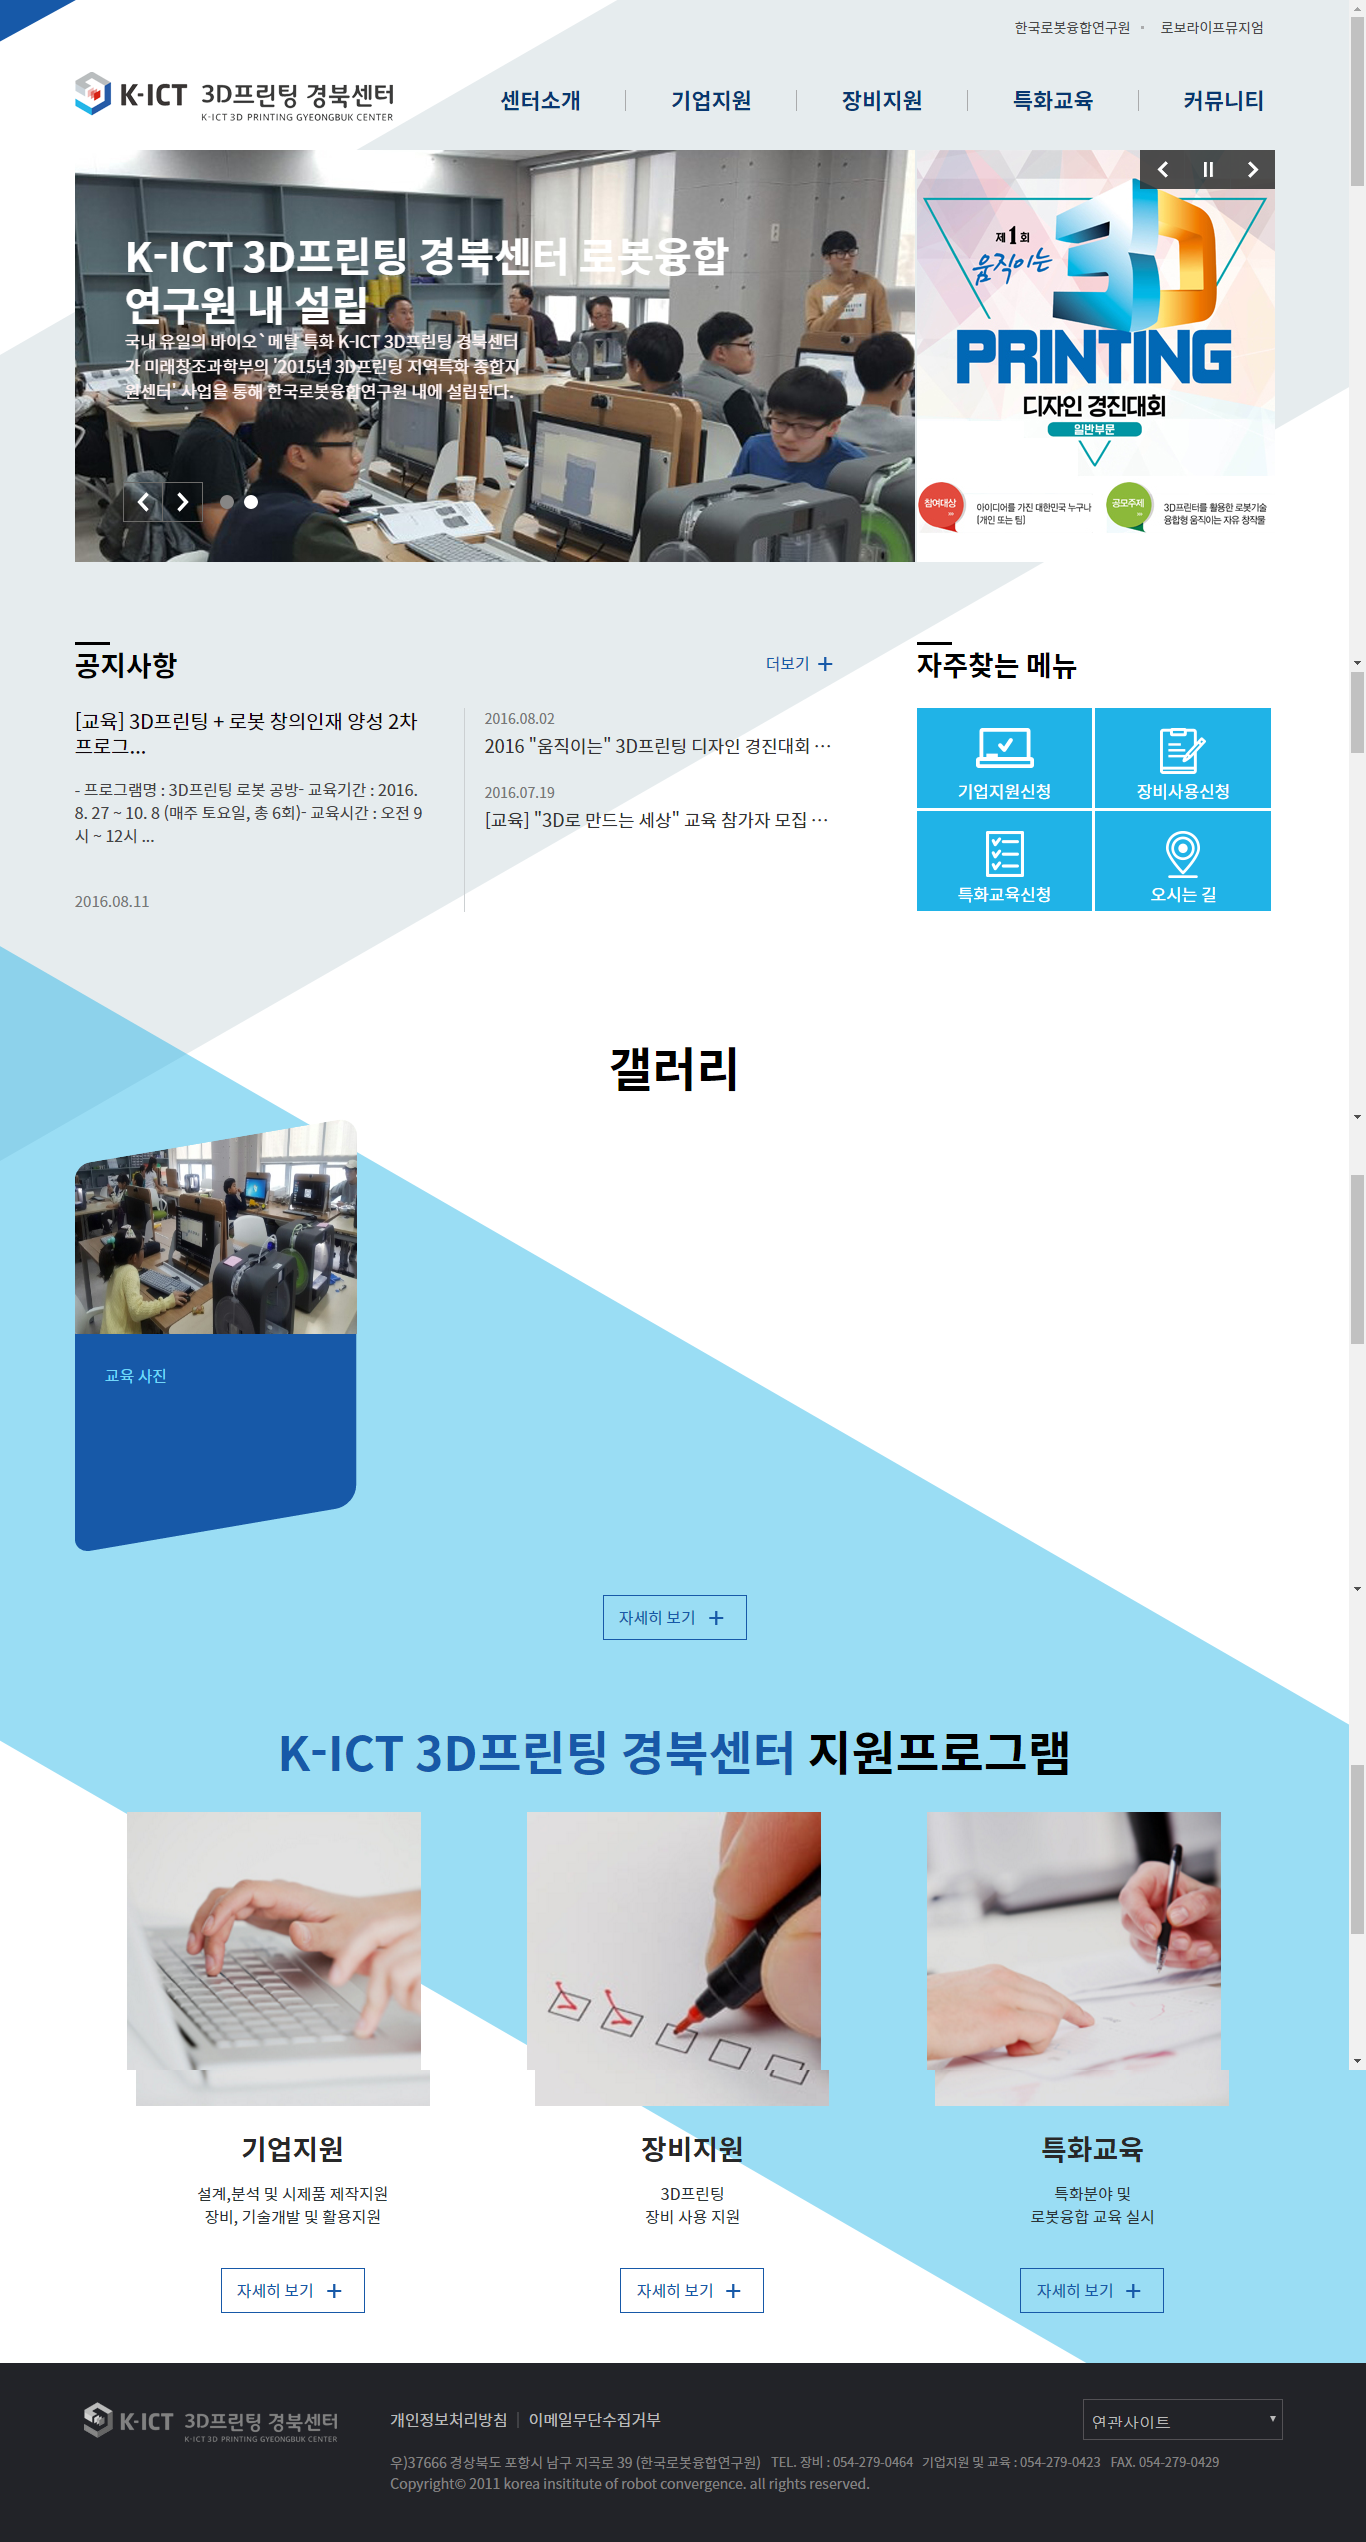 한국로봇융합연구원
로보라이프뮤지엄
K-ICT 3D프린팅 경북센터
K-ICT 3D PRINTING GYEONGBUK CENTER
센터소개
기업지원
장비지원
특화교육
커뮤니티
K-ICT 3D프린팅 경북센터 로봇융합
연구원 내 설립
국내 유일의 바이오`메탈 특화 K-ICT 3D프린팅 경북센터
가 미래창조과학부의 '2015년 3D프린팅 지역특화 종합지
원센터' 사업을 통해 한국로봇융합연구원 내에 설립된다.
제1회
움직이는
3D
PRINTING
디자인 경진대회
일반부문
참여대상
아이디어를 가진 대한민국 누구나
(개인 또는 팀)
공모주제
3D프린터를 활용한 로봇기술
융합형 움직이는 자유 창작물
공지사항
더보기 +
[교육] 3D프린팅 + 로봇 창의인재 양성 2차
프로그...
- 프로그램명 : 3D프린팅 로봇 공방- 교육기간 : 2016.
8. 27 ~ 10. 8 (매주 토요일, 총 6회)- 교육시간 : 오전 9
시 ~ 12시 ...
2016.08.11
2016.08.02
2016 "움직이는" 3D프린팅 디자인 경진대회 ...
2016.07.19
[교육] "3D로 만드는 세상" 교육 참가자 모집 ...
자주찾는 메뉴
기업지원신청
장비사용신청
특화교육신청
오시는 길
갤러리
교육 사진
자세히 보기 +
K-ICT 3D프린팅 경북센터 지원프로그램
기업지원
설계,분석 및 시제품 제작지원
장비, 기술개발 및 활용지원
자세히 보기 +
장비지원
3D프린팅
장비 사용 지원
자세히 보기 +
특화교육
특화분야 및
로봇융합 교육 실시
자세히 보기 +
K-ICT 3D프린팅 경북센터
K-ICT 3D PRINTING GYEONGBUK CENTER
개인정보처리방침 | 이메일무단수집거부
연관사이트
우)37666 경상북도 포항시 남구 지곡로 39 (한국로봇융합연구원) TEL. 장비 : 054-279-0464 기업지원 및 교육 : 054-279-0423 FAX. 054-279-0429
Copyright© 2011 korea insititute of robot convergence. all rights reserved.